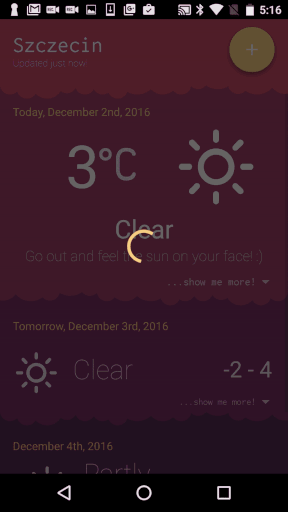 5:16
Szczecin
Updated just now
+
Today, December 2nd, 2016
3°C
Clear
Go out and feel the sun on your face! :)
...show me more!
Tomorrow, December 3rd, 2016
Clear
-2 - 4
...show me more!
December 4th, 2016
Partly